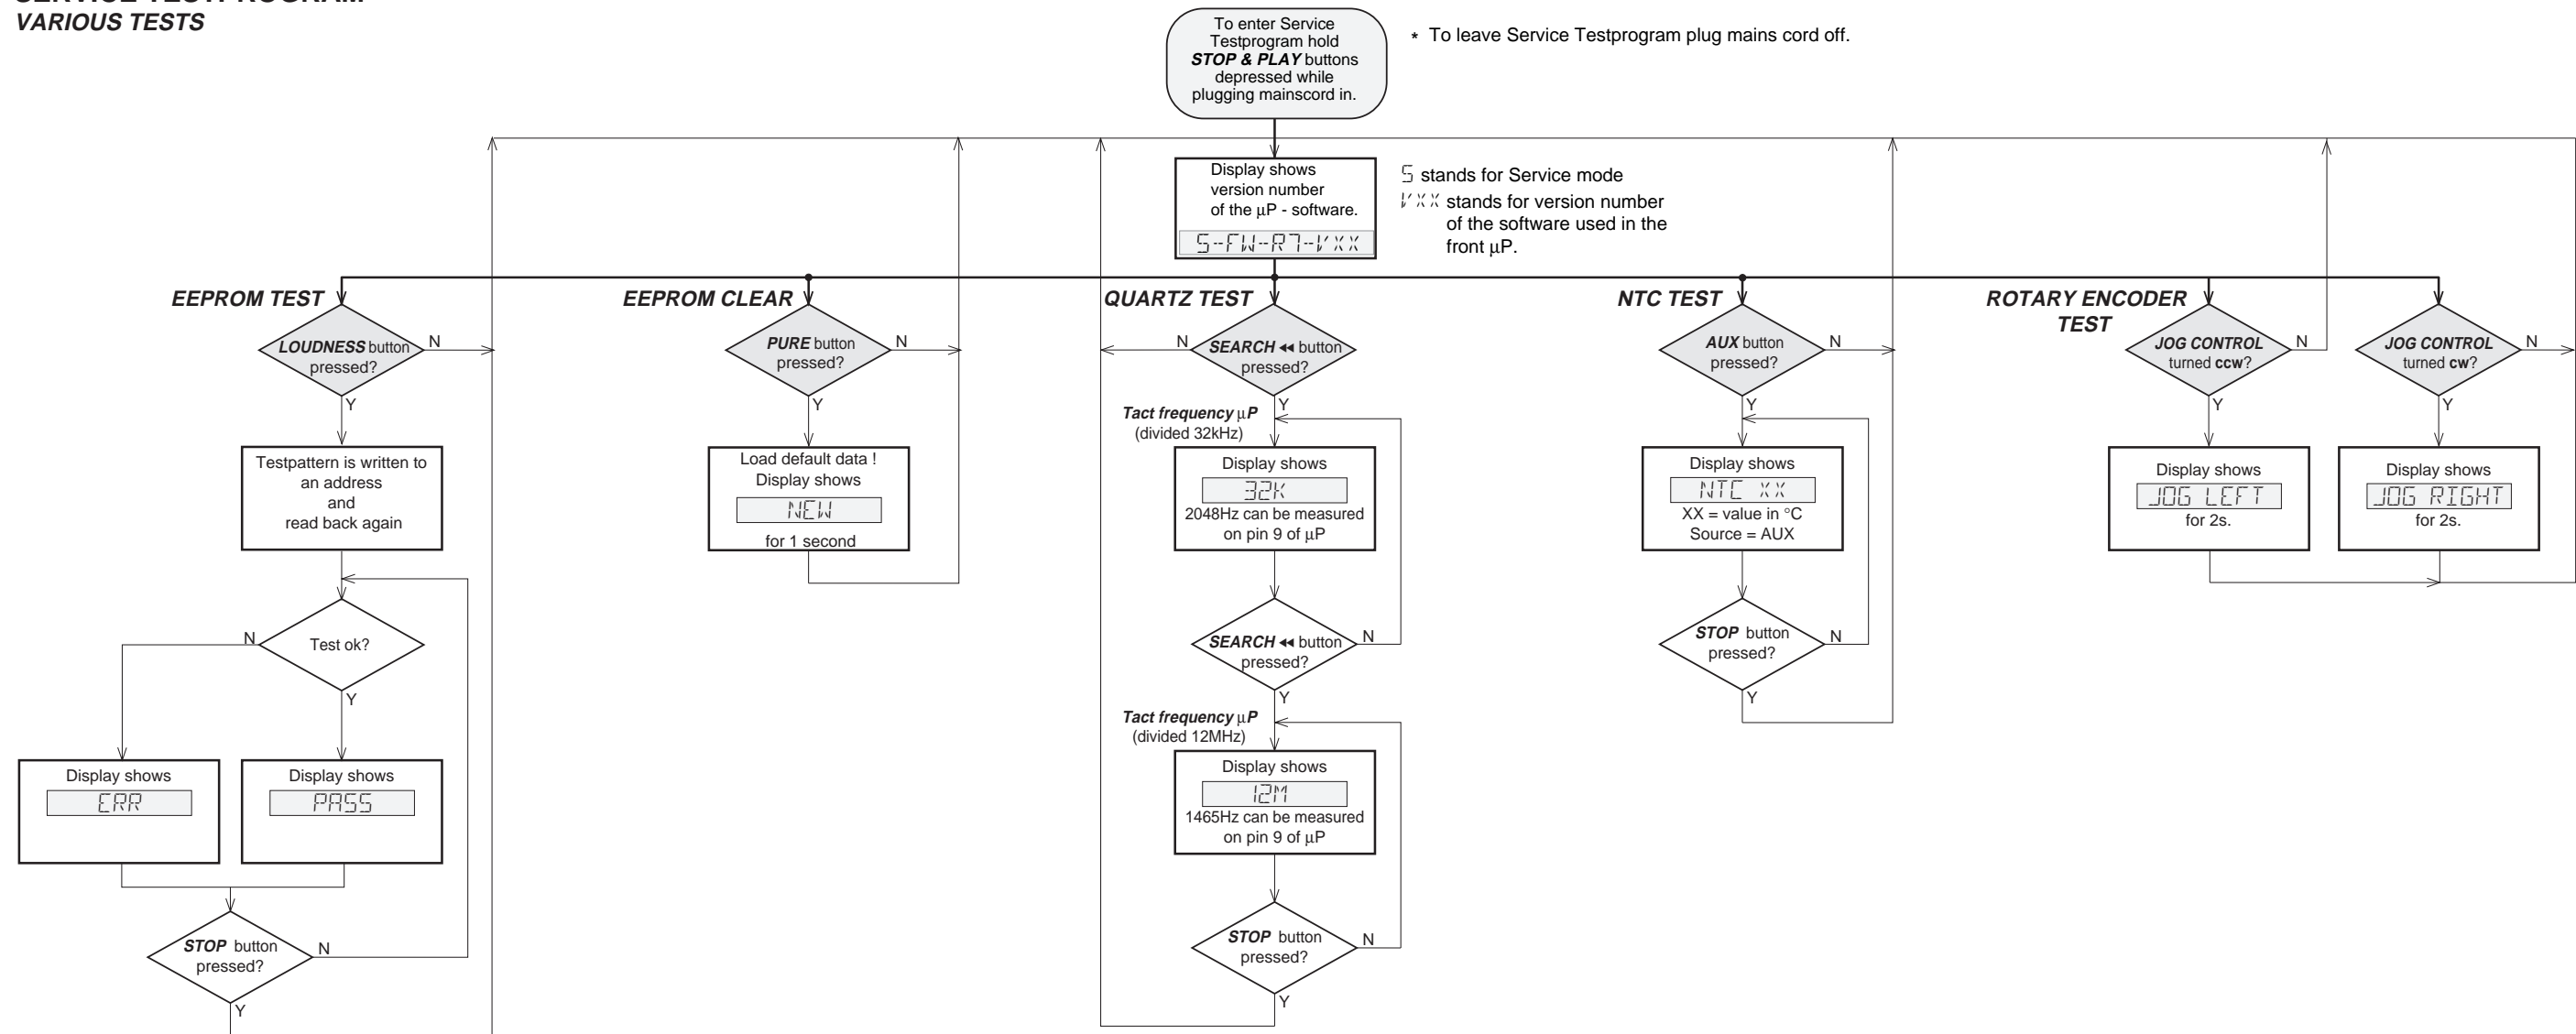 VARIOUS TESTS
To enter Service
Testprogram hold
STOP & PLAY buttons
depressed while
plugging mainscord in.
* To leave Service Testprogram plug mains cord off.
Display shows
version number
of the µP - software.
S-FW-R7-VXX
S stands for Service mode
VXX stands for version number
of the software used in the
front µP.
EEPROM TEST
LOUDNESS button
pressed?
N
Y
Testpattern is written to
an address
and
read back again
Test ok?
N
Y
Display shows
ERR
Display shows
PASS
STOP button
pressed?
N
Y
EEPROM CLEAR
PURE button
pressed?
N
Y
Load default data !
Display shows
NEW
for 1 second
QUARTZ TEST
N
SEARCH ◂◂ button
pressed?
Y
Tact frequency µP
(divided 32kHz)
Display shows
32K
2048Hz can be measured
on pin 9 of µP
SEARCH ◂◂ button
pressed?
N
Y
Tact frequency µP
(divided 12MHz)
Display shows
12M
1465Hz can be measured
on pin 9 of µP
STOP button
pressed?
N
Y
NTC TEST
AUX button
pressed?
N
Y
Display shows
NTC XX
XX = value in °C
Source = AUX
STOP button
pressed?
N
Y
ROTARY ENCODER
TEST
JOG CONTROL
turned ccw?
N
Y
Display shows
JOG LEFT
for 2s.
JOG CONTROL
turned cw?
N
Y
Display shows
JOG RIGHT
for 2s.